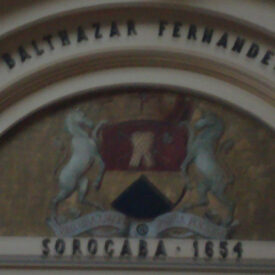 BALTHAZAR FERNANDE
SOROCABA · 1654